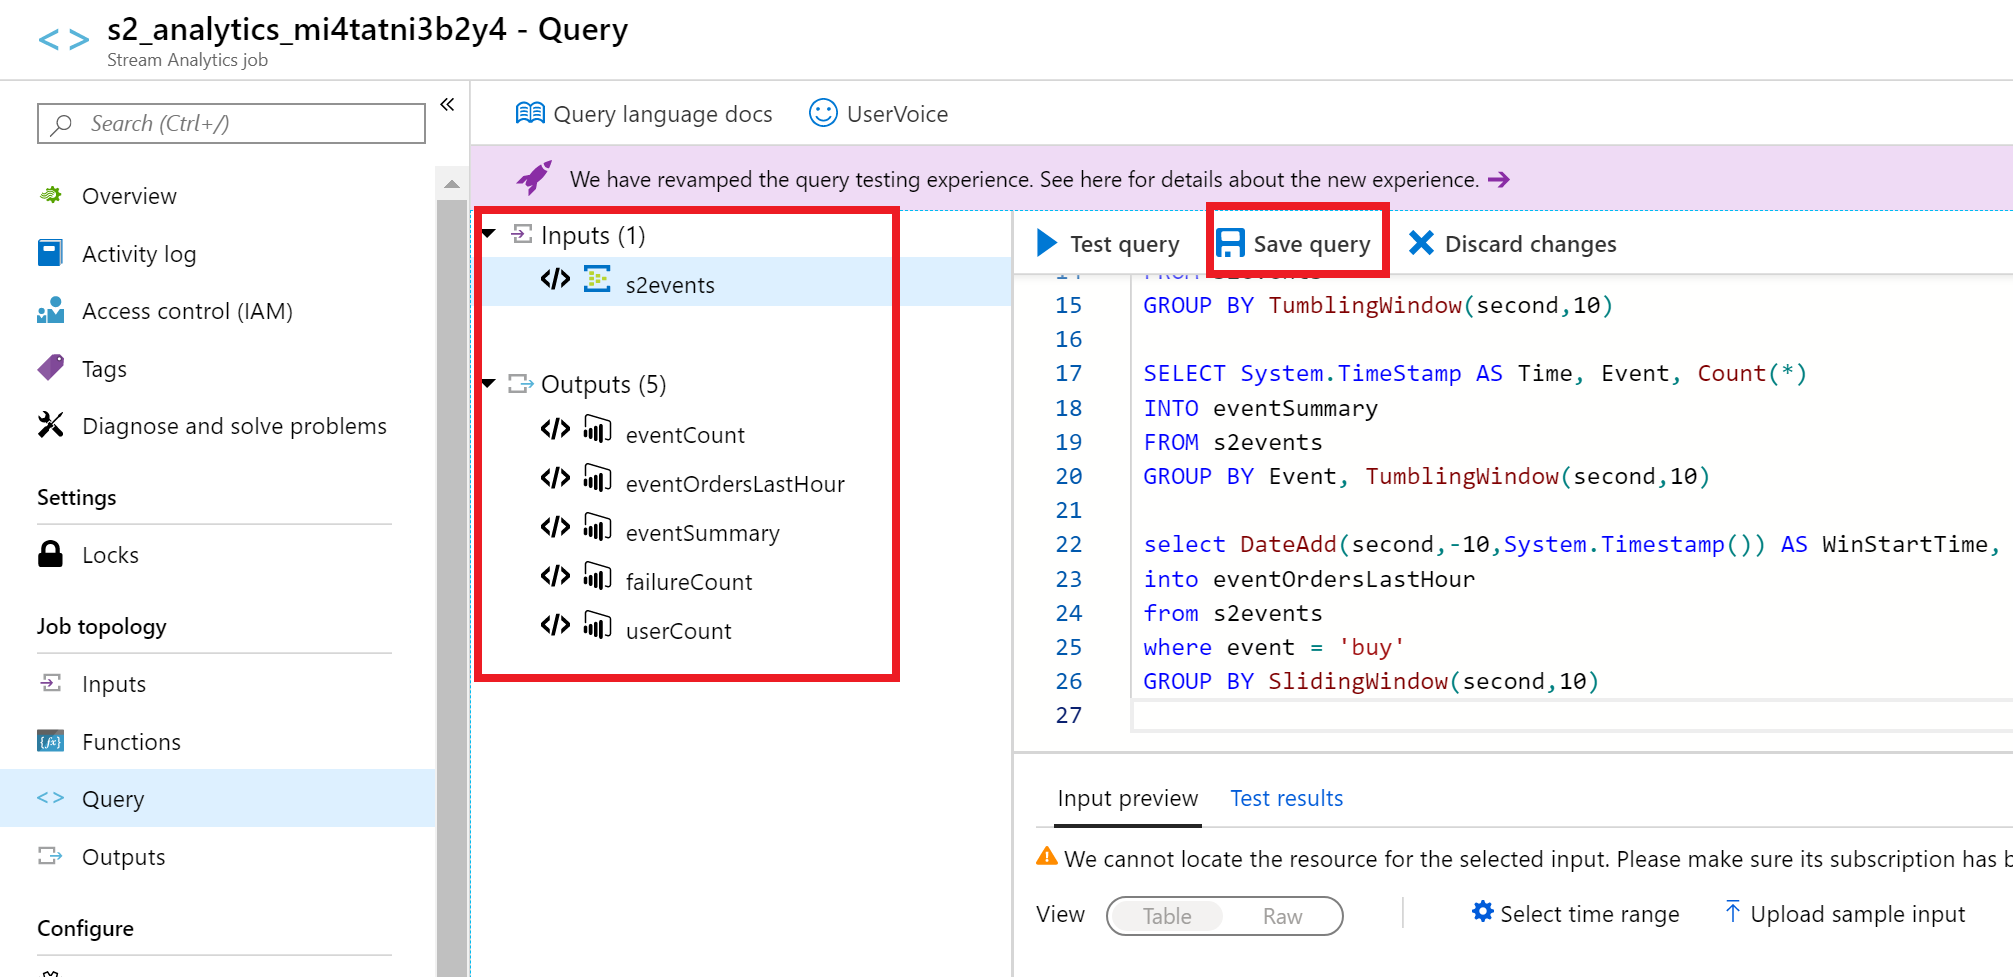 s2_analytics_mi4tatni3b2y4 - Query
Stream Analytics job
Search (Ctrl+/)
Overview
Activity log
Access control (IAM)
Tags
Diagnose and solve problems
Settings
Locks
Job topology
Inputs
Functions
Query
Outputs
Configure
Query language docs
UserVoice
We have revamped the query testing experience. See here for details about the new experience.
Inputs (1)
s2events
Outputs (5)
eventCount
eventOrdersLastHour
eventSummary
failureCount
userCount
Test query
Save query
Discard changes
15 GROUP BY TumblingWindow(second,10)
16
17 SELECT System.TimeStamp AS Time, Event, Count(*)
18 INTO eventSummary
19 FROM s2events
20 GROUP BY Event, TumblingWindow(second,10)
21
22 select DateAdd(second,-10,System.Timestamp()) AS WinStartTime,
23 into eventOrdersLastHour
24 from s2events
25 where event = 'buy'
26 GROUP BY SlidingWindow(second,10)
27
Input preview
Test results
We cannot locate the resource for the selected input. Please make sure its subscription has
View
Table
Raw
Select time range
Upload sample input